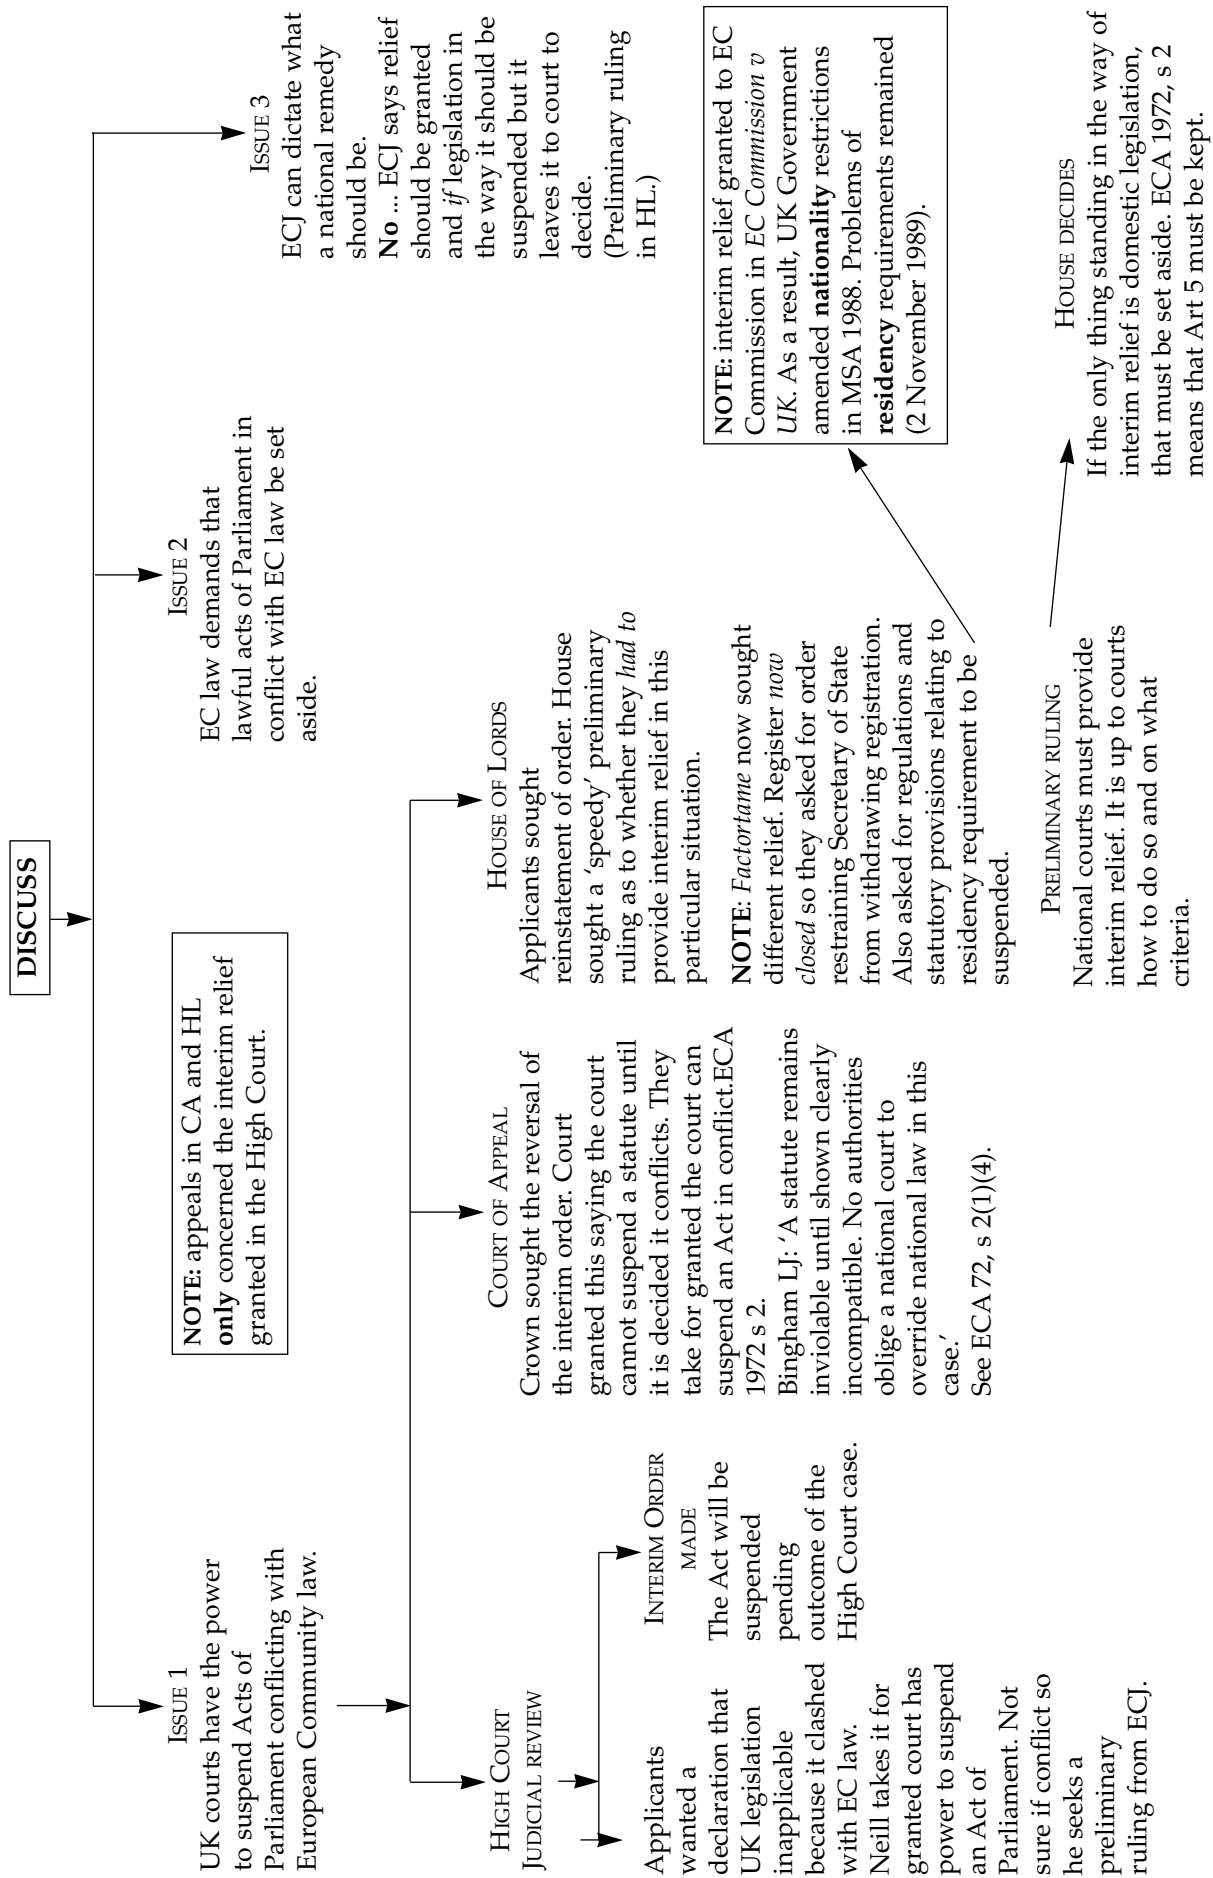 DISCUSS
ISSUE 1
UK courts have the power
to suspend Acts of
Parliament conflicting with
European Community law.
NOTE: appeals in CA and HL
only concerned the interim relief
granted in the High Court.
ISSUE 2
EC law demands that
lawful acts of Parliament in
conflict with EC law be set
aside.
ISSUE 3
ECJ can dictate what
a national remedy
should be.
No ... ECJ says relief
should be granted
and if legislation in
the way it should be
suspended but it
leaves it to court to
decide.
(Preliminary ruling
in HL.)
HIGH COURT
JUDICIAL REVIEW
Applicants
wanted a
declaration that
UK legislation
inapplicable
because it clashed
with EC law.
Neill takes it for
granted court has
power to suspend
an Act of
Parliament. Not
sure if conflict so
he seeks a
preliminary
ruling from ECJ.
INTERIM ORDER
MADE
The Act will be
suspended
pending
outcome of the
High Court case.
COURT OF APPEAL
Crown sought the reversal of
the interim order. Court
granted this saying the court
cannot suspend a statute until
it is decided it conflicts. They
take for granted the court can
suspend an Act in conflict.ECA
1972 s 2.
Bingham LJ: ‘A statute remains
inviolable until shown clearly
incompatible. No authorities
oblige a national court to
override national law in this
case.’
See ECA 72, s 2(1)(4).
HOUSE OF LORDS
Applicants sought
reinstatement of order. House
sought a ‘speedy’ preliminary
ruling as to whether they had to
provide interim relief in this
particular situation.
NOTE: Factortame now sought
different relief. Register now
closed so they asked for order
restraining Secretary of State
from withdrawing registration.
Also asked for regulations and
statutory provisions relating to
residency requirement to be
suspended.
NOTE: interim relief granted to EC
Commission in EC Commission v
UK. As a result, UK Government
amended nationality restrictions
in MSA 1988. Problems of
residency requirements remained
(2 November 1989).
PRELIMINARY RULING
National courts must provide
interim relief. It is up to courts
how to do so and on what
criteria.
HOUSE DECIDES
If the only thing standing in the way of
interim relief is domestic legislation,
that must be set aside. ECA 1972, s 2
means that Art 5 must be kept.